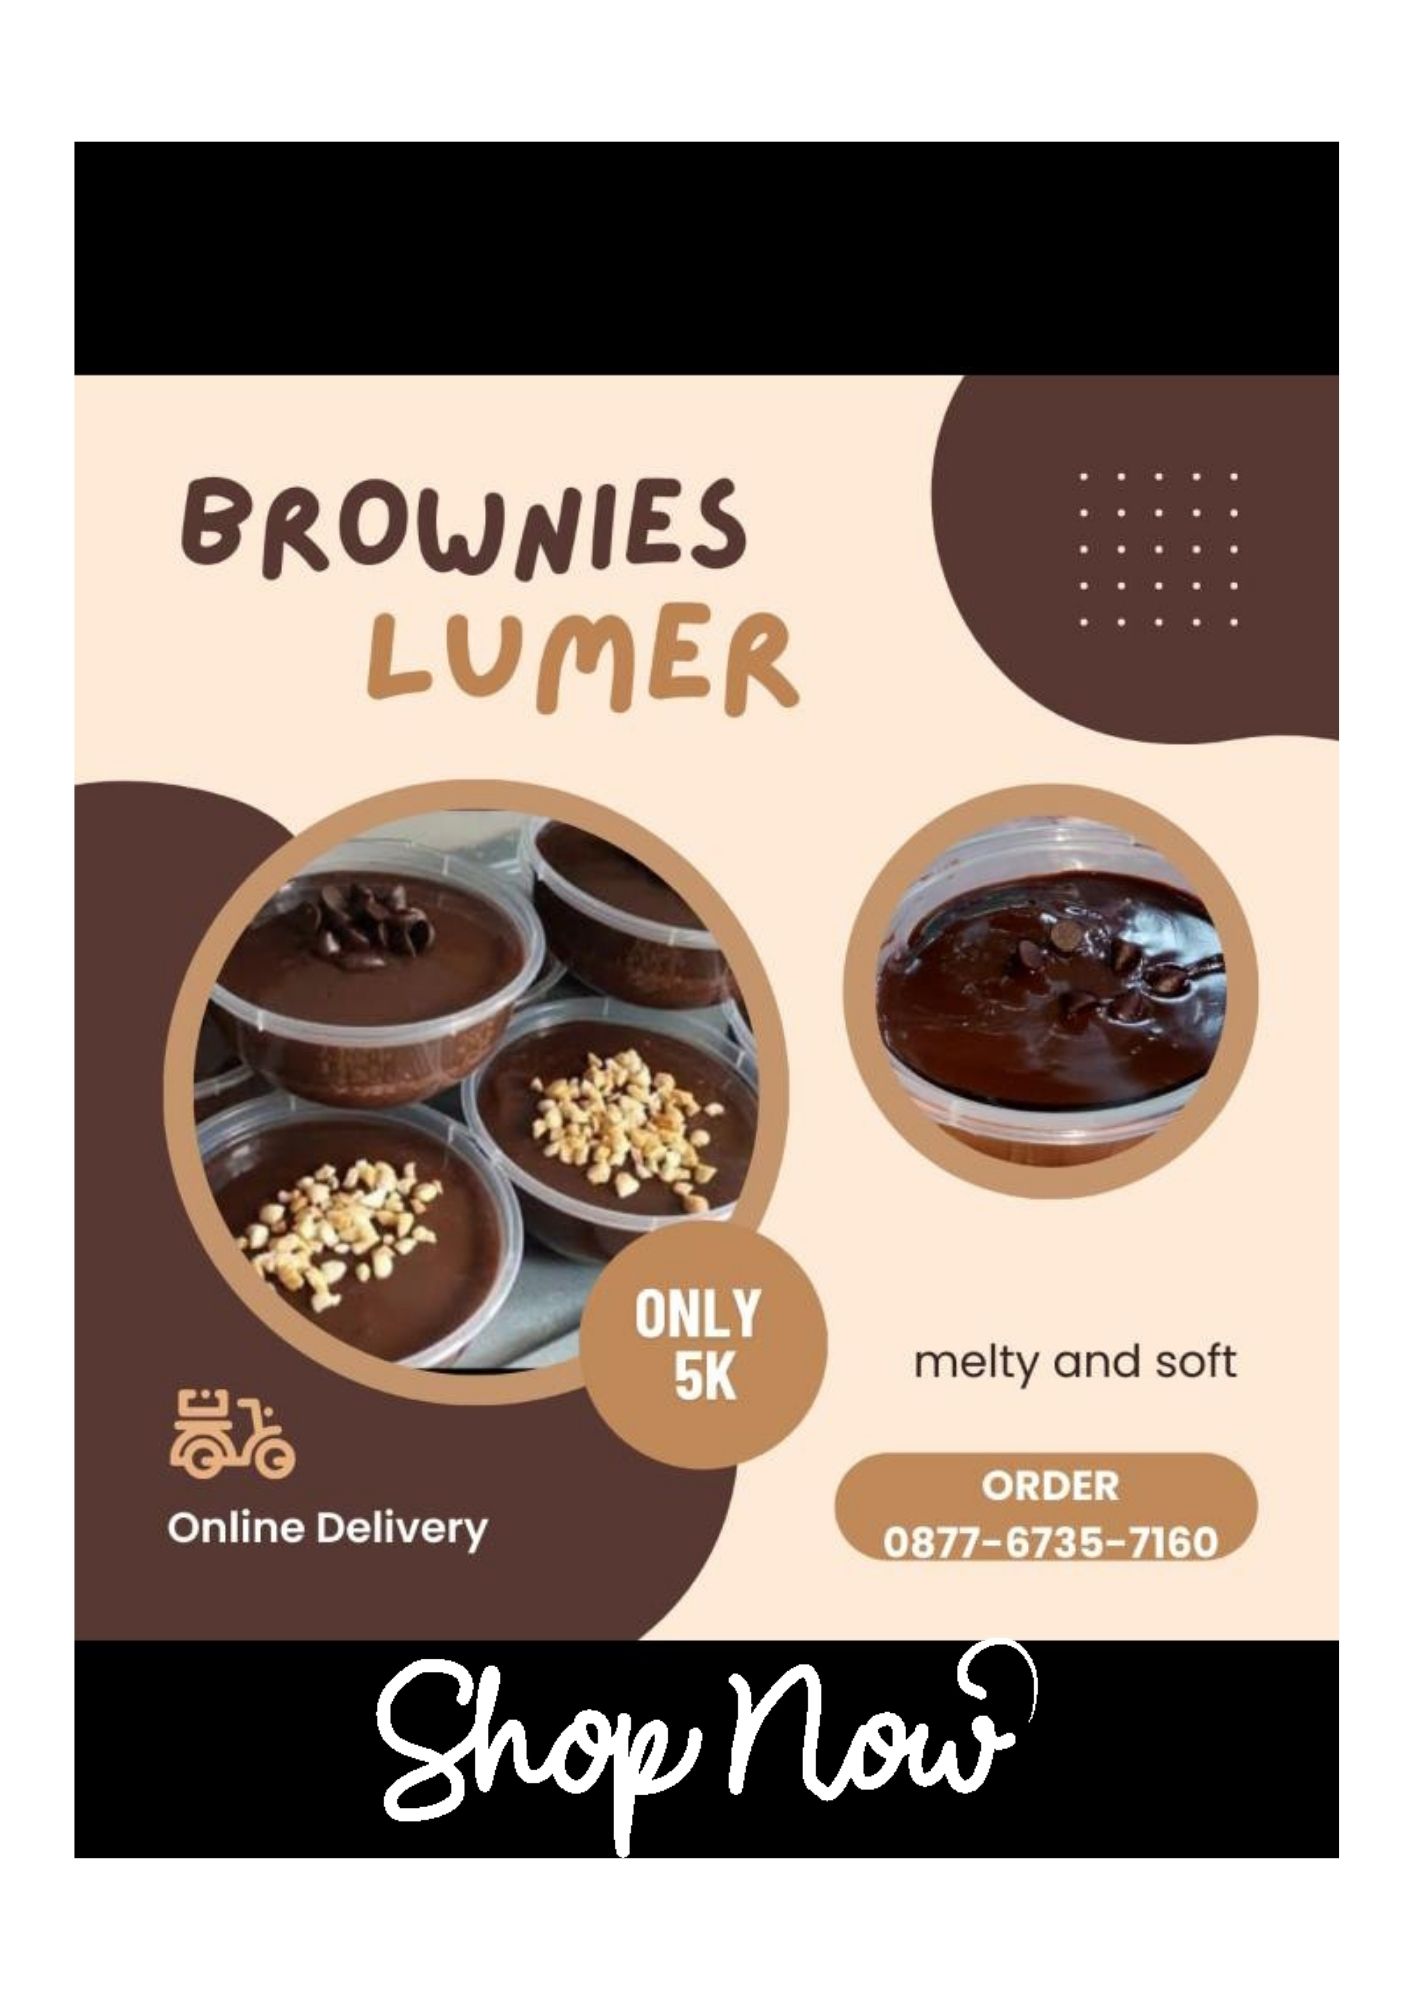 BROWNIES
LUMER
ONLY
5K
melty and soft
Online Delivery
ORDER
0877-6735-7160
Shop Now